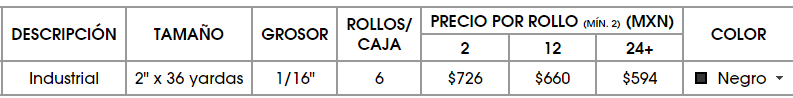 DESCRIPCIÓN TAMAÑO GROSOR ROLLOS/ CAJA PRECIO POR ROLLO (MÍN. 2) (MXN) COLOR
2 12 24+
Industrial 2" x 36 yardas 1/16" 6 $726 $660 $594 Negro